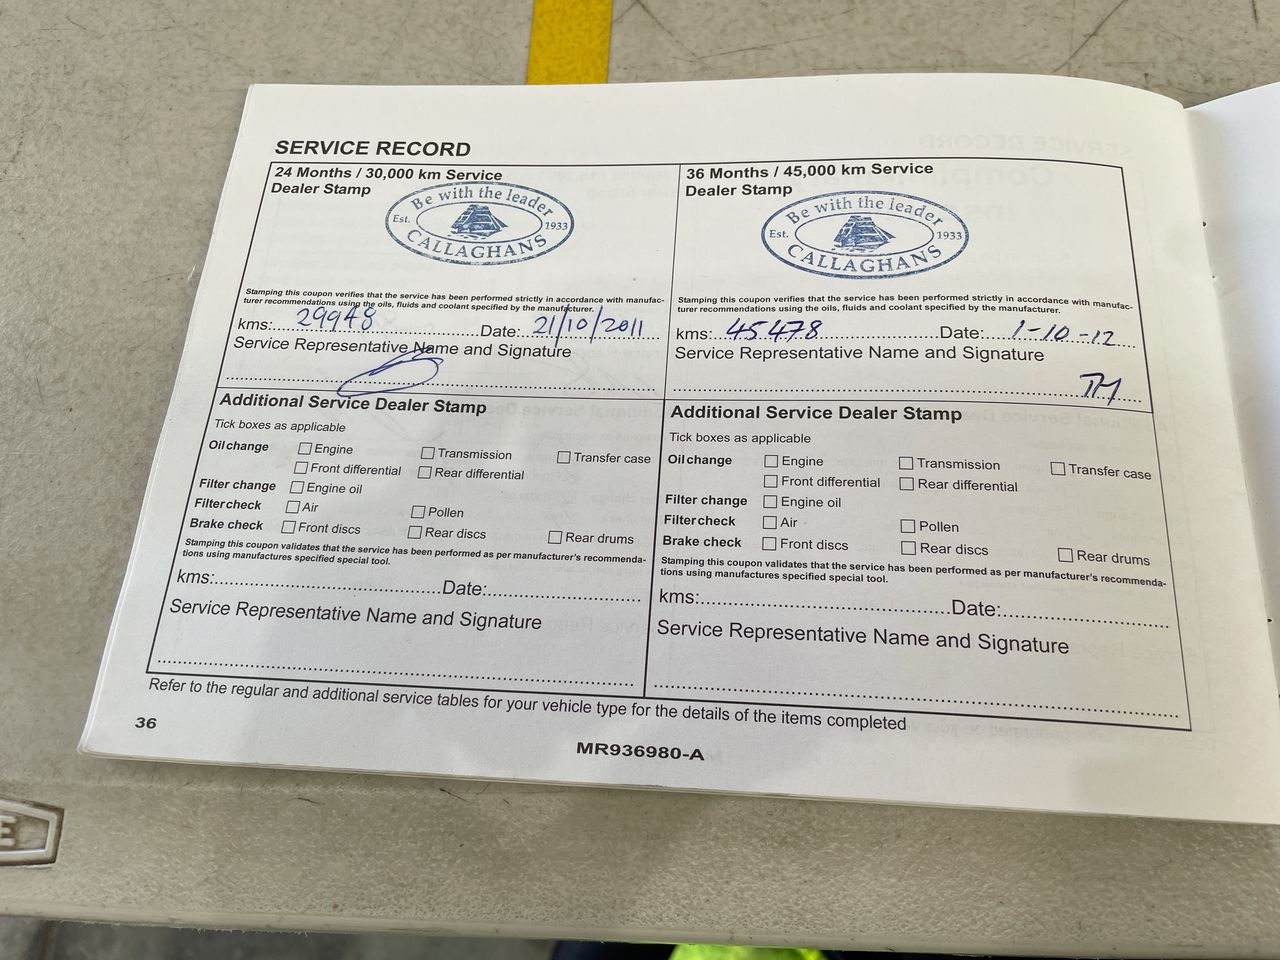 SERVICE RECORD
24 Months / 30,000 km Service
Dealer Stamp
Be with the leader
Est. 1933
CALLAGHANS
Stamping this coupon verifies that the service has been performed strictly in accordance with manufac-
turer recommendations using the oils, fluids and coolant specified by the manufacturer.
kms: 29948 Date: 21/10/2011
Service Representative Name and Signature
Additional Service Dealer Stamp
Tick boxes as applicable
Oil change Engine Transmission Transfer case
Front differential Rear differential
Filter change Engine oil
Filter check Air Pollen
Brake check Front discs Rear discs Rear drums
Stamping this coupon validates that the service has been performed as per manufacturer's recommenda-
tions using manufactures specified special tool.
kms: Date:
Service Representative Name and Signature
36 Months / 45,000 km Service
Dealer Stamp
Be with the leader
Est. 1933
CALLAGHANS
Stamping this coupon verifies that the service has been performed strictly in accordance with manufac-
turer recommendations using the oils, fluids and coolant specified by the manufacturer.
kms: 45478 Date: 1-10-12
Service Representative Name and Signature
Additional Service Dealer Stamp
Tick boxes as applicable
Oil change Engine Transmission Transfer case
Front differential Rear differential
Filter change Engine oil
Filter check Air Pollen
Brake check Front discs Rear discs Rear drums
Stamping this coupon validates that the service has been performed as per manufacturer's recommenda-
tions using manufactures specified special tool.
kms: Date:
Service Representative Name and Signature
Refer to the regular and additional service tables for your vehicle type for the details of the items completed
36
MR936980-A